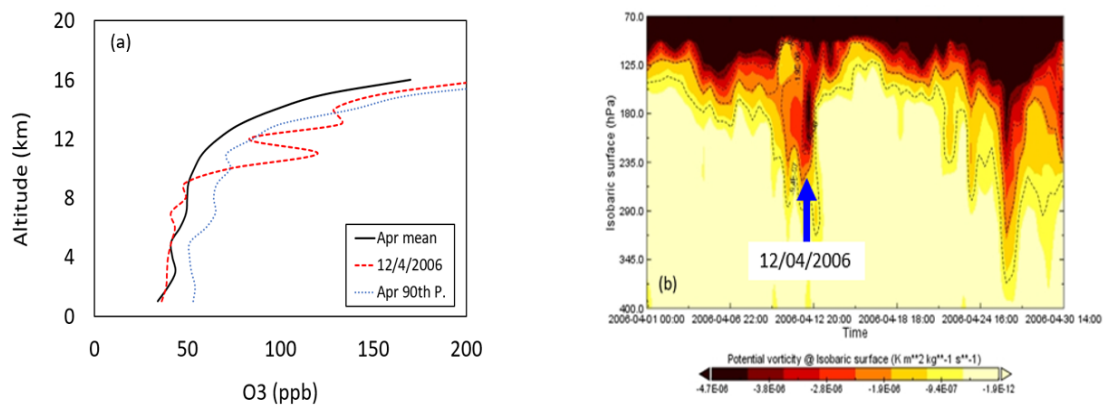 (a)
20
16
12
8
4
0
Altitude (km)
Apr mean
12/4/2006
Apr 90th P.
0 50 100 150 200
O3 (ppb)
70.0
125.0
180.0
235.0
290.0
345.0
400.0
Isobaric surface (hPa)
12/04/2006
(b)
2006-04-01 00:00 2006-04-06 22:00 2006-04-12 20:00 2006-04-18 18:00 2006-04-24 16:00 2006-04-30 14:00
Time
Potential vorticity @ Isobaric surface (K m**2 kg**-1 s**-1)
-4.7E-06 -3.8E-06 -2.8E-06 -1.9E-06 -9.4E-07 -1.9E-12